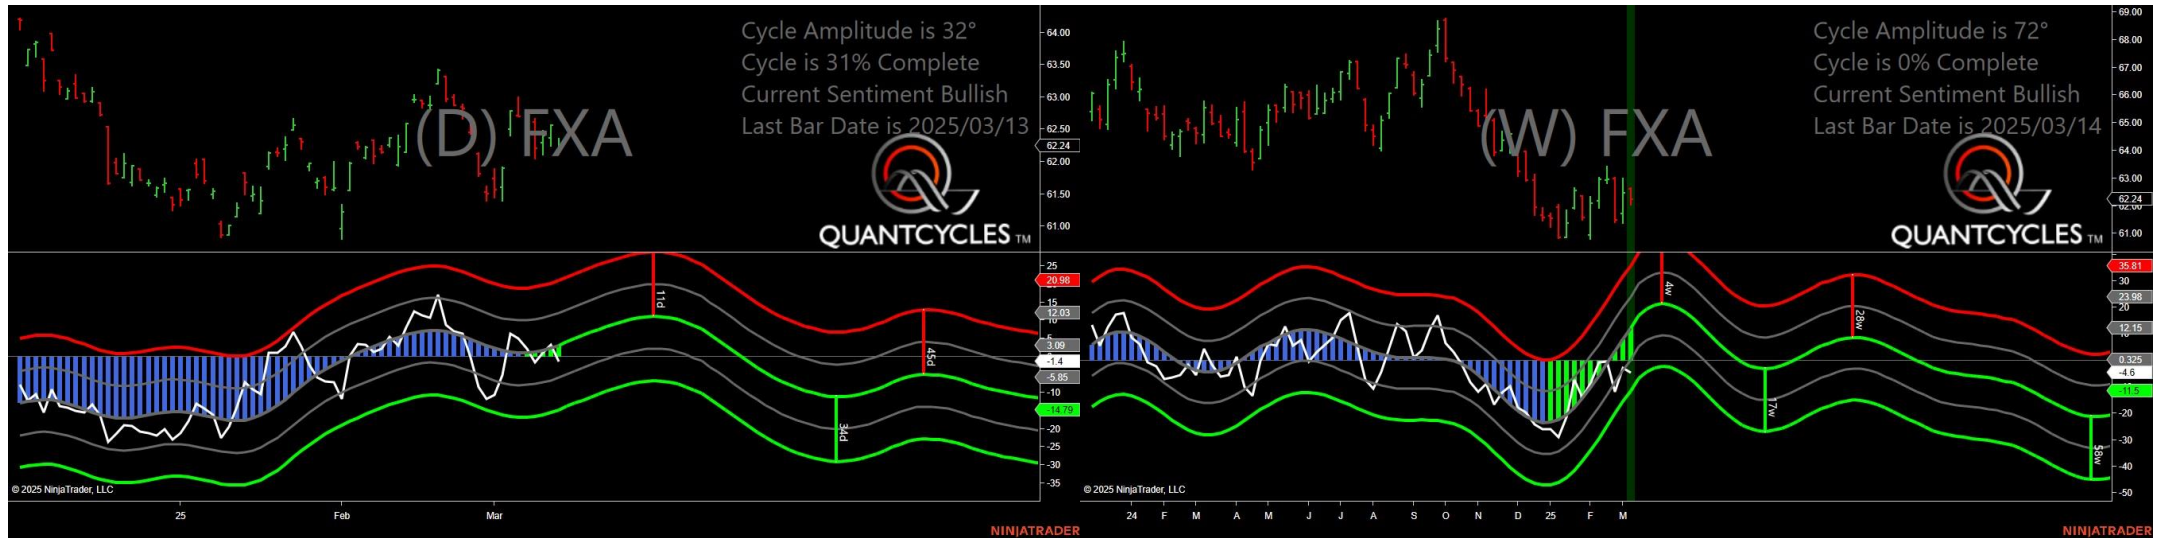 Cycle Amplitude is 32°
Cycle is 31% Complete
Current Sentiment Bullish
Last Bar Date is 2025/03/13
(D) FXA
QUANTCYCLES TM
64.00
63.50
63.00
62.50
62.24
62.00
61.50
61.00
25
20.98
15
12.03
10
5
3.09
-1.4
-5.85
-10
-14.79
-20
-25
-30
-35
11d
34d
45d
© 2025 NinjaTrader, LLC
25
Feb
Mar
NINJATRADER
Cycle Amplitude is 72°
Cycle is 0% Complete
Current Sentiment Bullish
Last Bar Date is 2025/03/14
(W) FXA
QUANTCYCLES TM
69.00
68.00
67.00
66.00
65.00
64.00
63.00
62.24
62.00
61.00
35.81
30
23.98
20
12.15
0.325
-4.6
-11.5
-20
-30
-40
-50
4w
17w
28w
58w
© 2025 NinjaTrader, LLC
24 F M A M J J A S O N D 25 F M
NINJATRADER